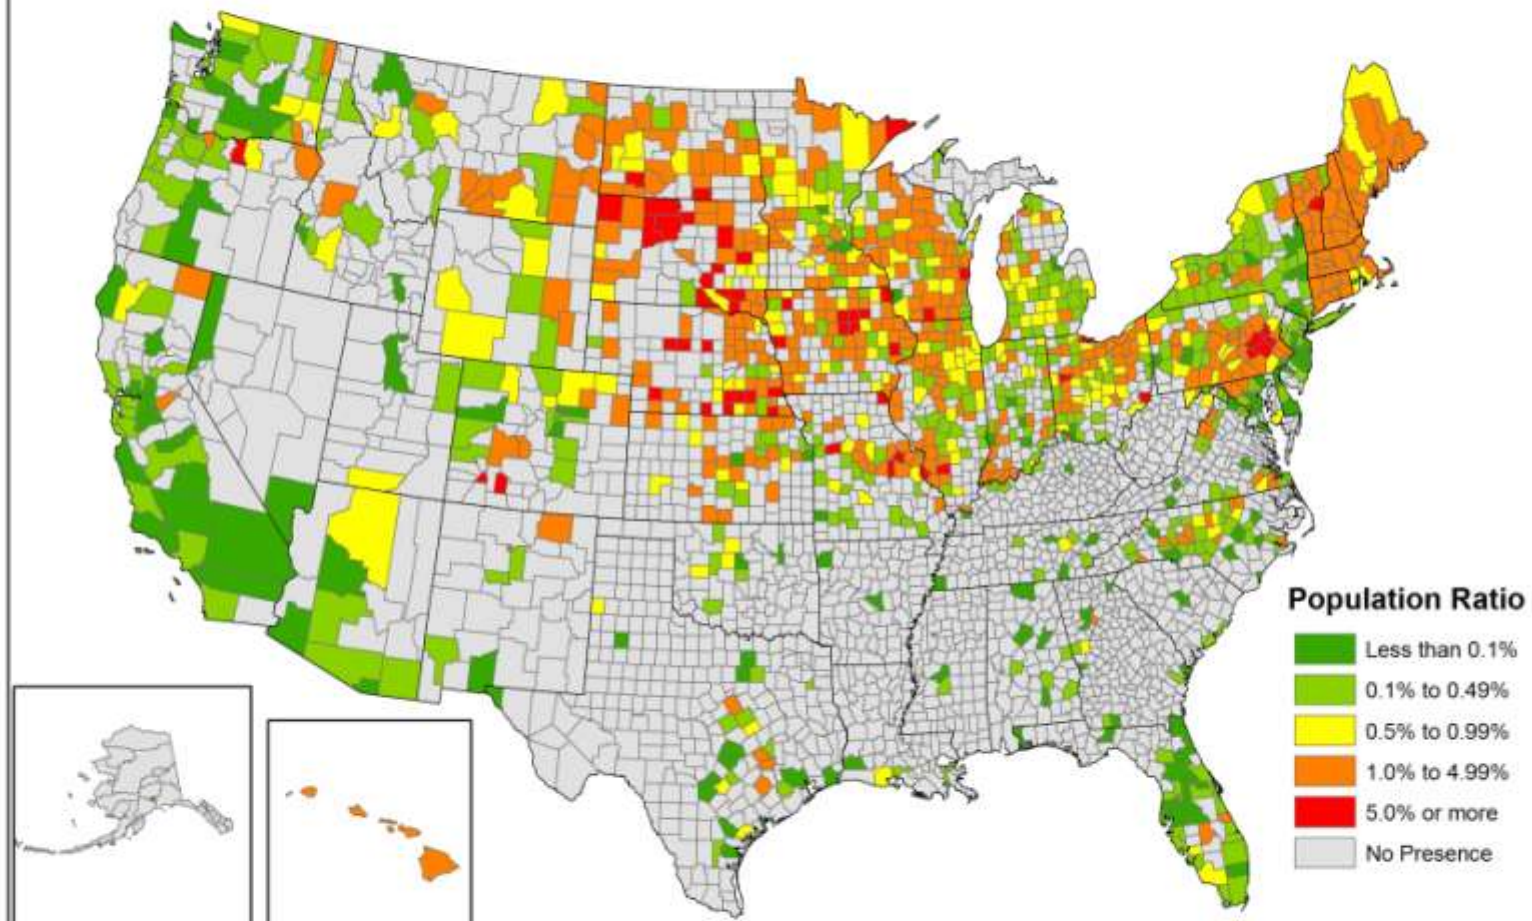 Population Ratio
Less than 0.1%
0.1% to 0.49%
0.5% to 0.99%
1.0% to 4.99%
5.0% or more
No Presence